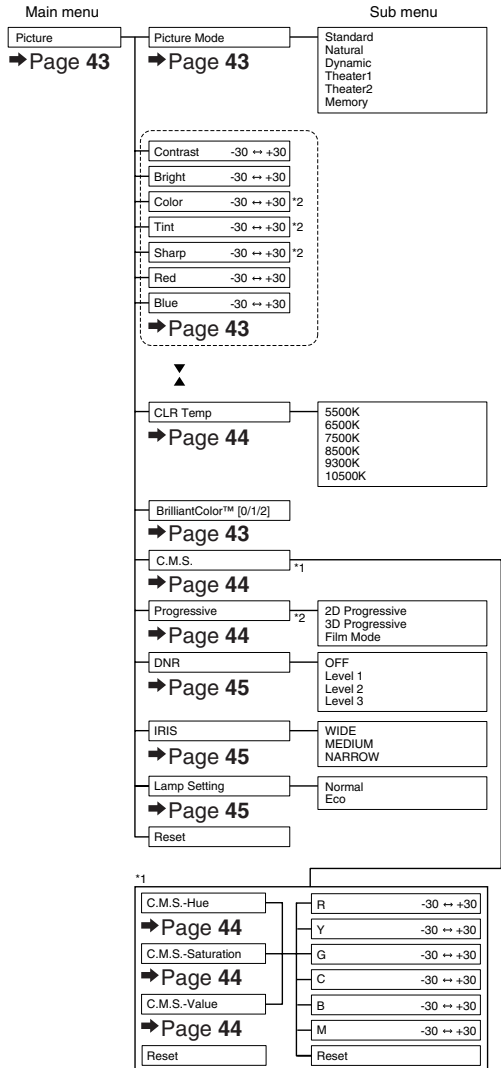 Main menu Sub menu
Picture
➡Page 43
Picture Mode
➡Page 43
Standard
Natural
Dynamic
Theater1
Theater2
Memory
Contrast -30 ↔ +30
Bright -30 ↔ +30
Color -30 ↔ +30 *2
Tint -30 ↔ +30 *2
Sharp -30 ↔ +30 *2
Red -30 ↔ +30
Blue -30 ↔ +30
➡Page 43
CLR Temp
➡Page 44
5500K
6500K
7500K
8500K
9300K
10500K
BrilliantColor™ [0/1/2]
➡Page 43
C.M.S. *1
➡Page 44
Progressive *2
➡Page 44
2D Progressive
3D Progressive
Film Mode
DNR
➡Page 45
OFF
Level 1
Level 2
Level 3
IRIS
➡Page 45
WIDE
MEDIUM
NARROW
Lamp Setting
➡Page 45
Normal
Eco
Reset
*1
C.M.S.-Hue
➡Page 44
C.M.S.-Saturation
➡Page 44
C.M.S.-Value
➡Page 44
Reset
R -30 ↔ +30
Y -30 ↔ +30
G -30 ↔ +30
C -30 ↔ +30
B -30 ↔ +30
M -30 ↔ +30
Reset